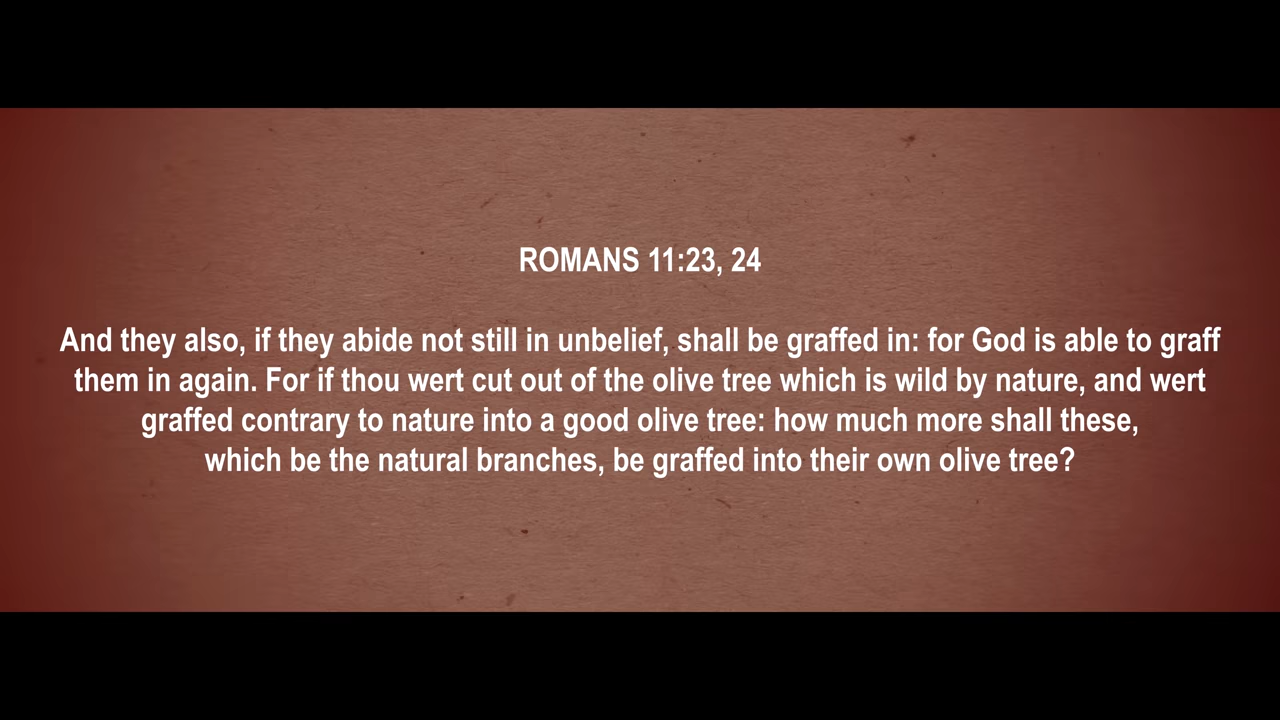 ROMANS 11:23, 24
And they also, if they abide not still in unbelief, shall be graffed in: for God is able to graff
them in again. For if thou wert cut out of the olive tree which is wild by nature, and wert
graffed contrary to nature into a good olive tree: how much more shall these,
which be the natural branches, be graffed into their own olive tree?